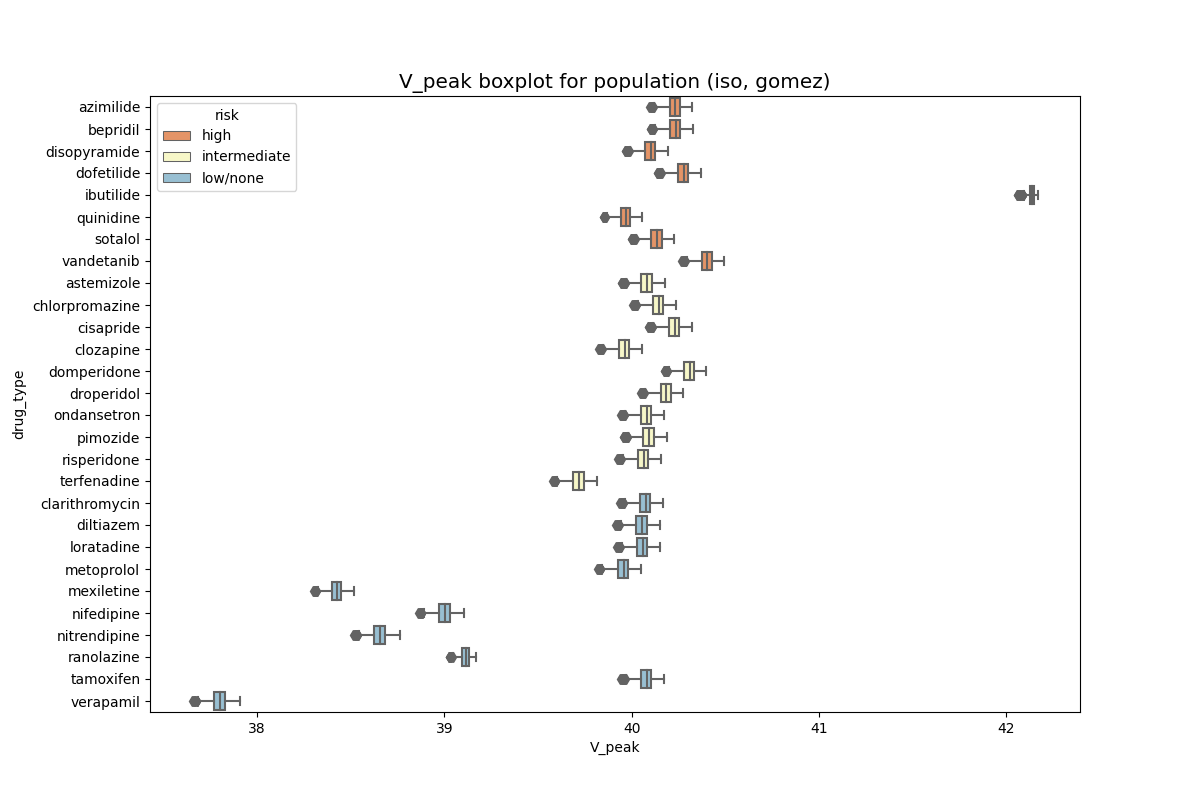 V_peak boxplot for population (iso, gomez)
risk
high
intermediate
low/none
drug_type
azimilide
bepridil
disopyramide
dofetilide
ibutilide
quinidine
sotalol
vandetanib
astemizole
chlorpromazine
cisapride
clozapine
domperidone
droperidol
ondansetron
pimozide
risperidone
terfenadine
clarithromycin
diltiazem
loratadine
metoprolol
mexiletine
nifedipine
nitrendipine
ranolazine
tamoxifen
verapamil
38 39 40 41 42
V_peak